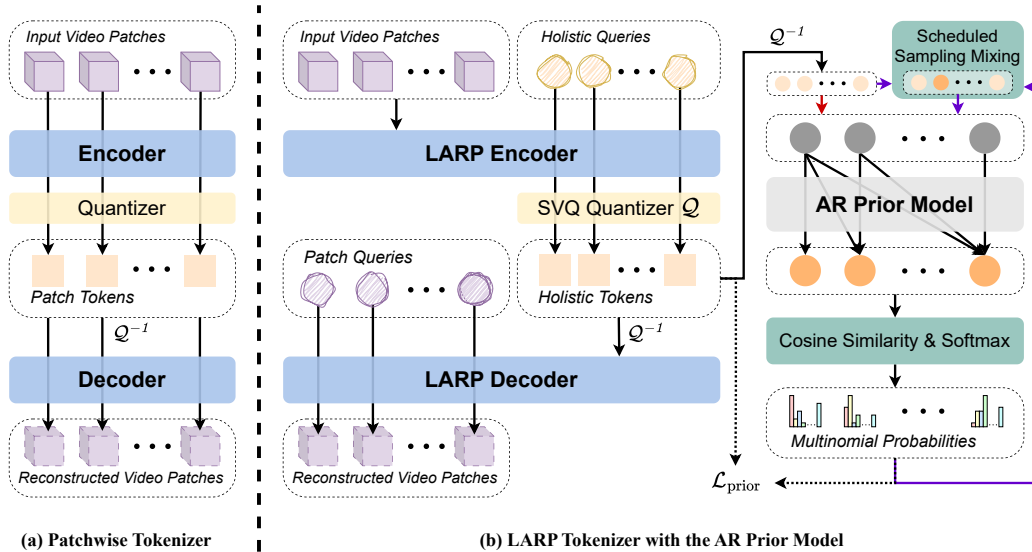 Input Video Patches
Encoder
Quantizer
Patch Tokens
Q⁻¹
Decoder
Reconstructed Video Patches
(a) Patchwise Tokenizer
Input Video Patches
Holistic Queries
LARP Encoder
SVQ Quantizer Q
Patch Queries
Holistic Tokens
Q⁻¹
LARP Decoder
Reconstructed Video Patches
Q⁻¹
Scheduled
Sampling Mixing
AR Prior Model
Cosine Similarity & Softmax
Multinomial Probabilities
ℒprior
(b) LARP Tokenizer with the AR Prior Model